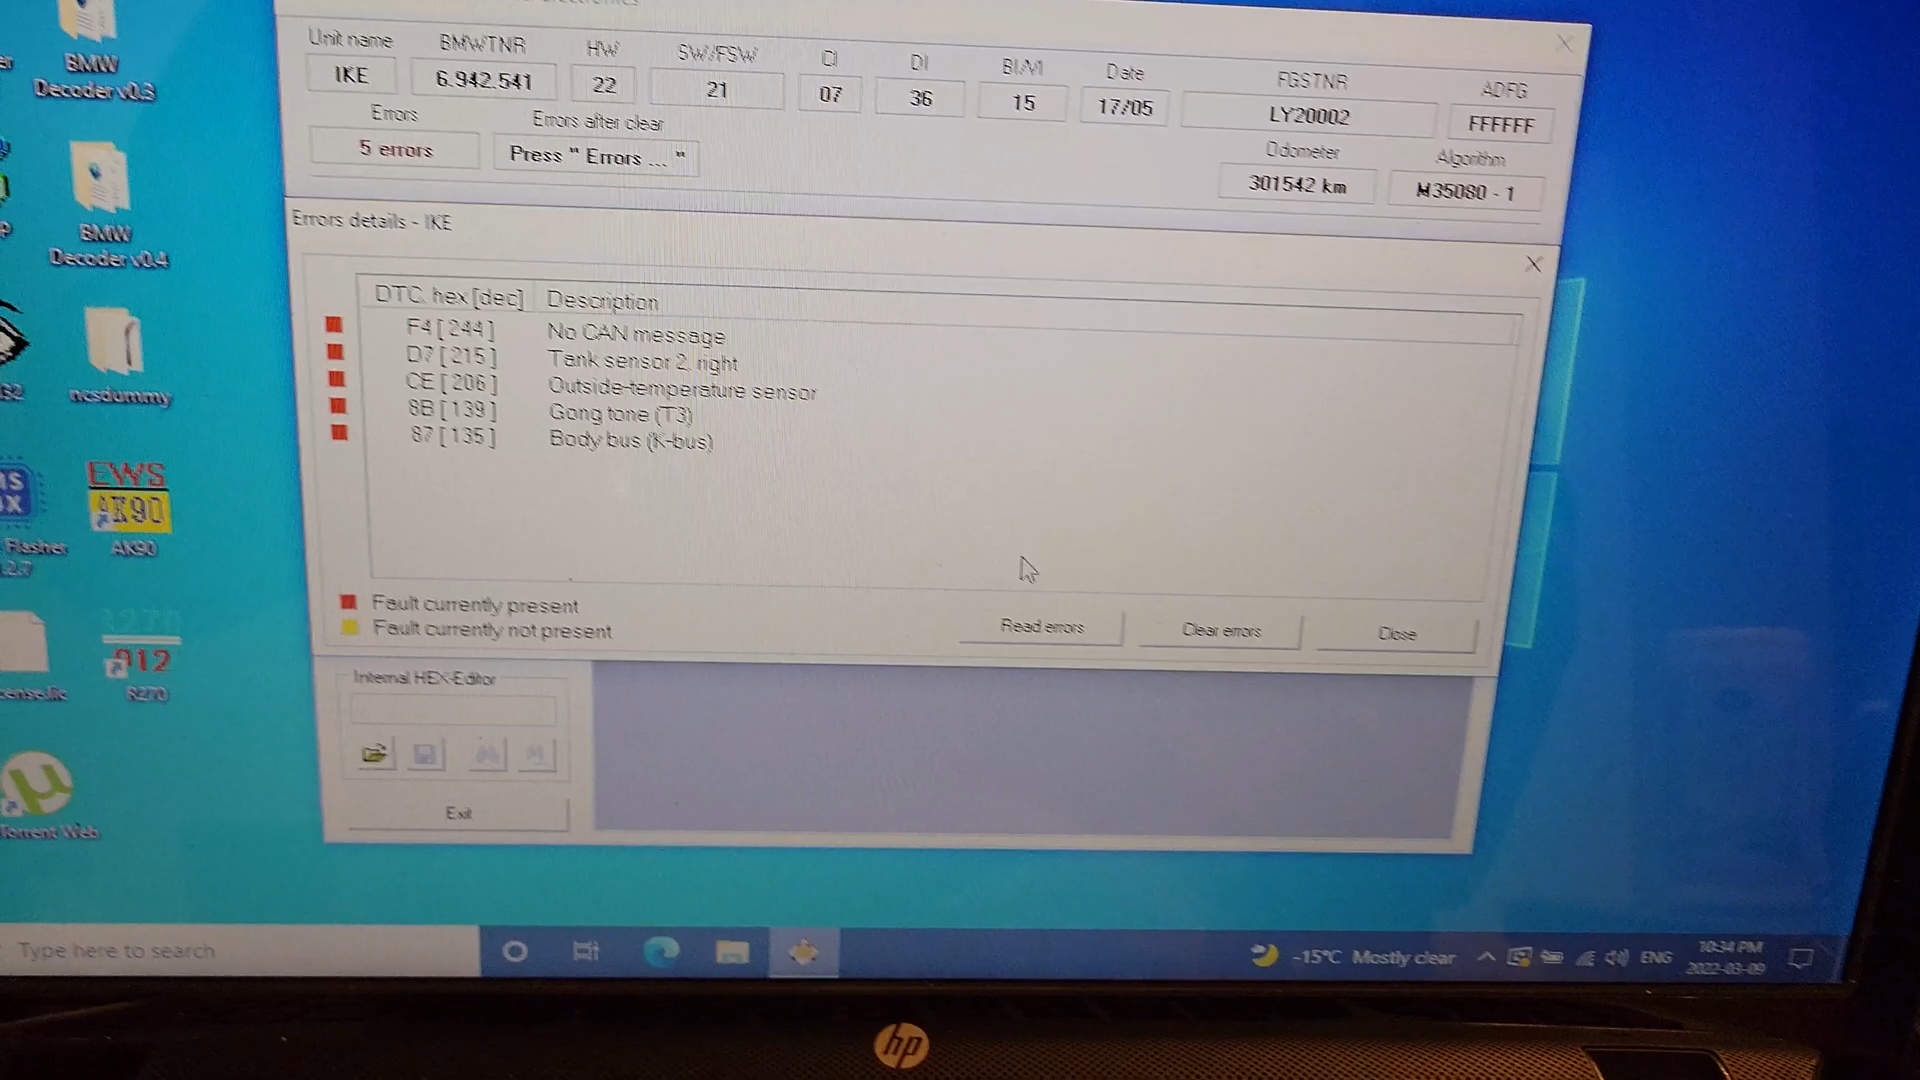 Unit name BMWTNR HW SW/FSW CI DI BI/VI Date FGSTNR ADFG
IKE 6.942.541 22 21 07 36 15 17/05 LY20002 FFFFFF
Errors Errors after clear Odometer Algorithm
5 errors Press " Errors ... " 301542 km M35080 - 1
Errors details - IKE
DTC, hex [dec] Description
F4 [ 244 ] No CAN message
D7 [ 215 ] Tank sensor 2, right
CE [ 206 ] Outside-temperature sensor
8B [ 139 ] Gong tone (T3)
87 [ 135 ] Body bus (K-bus)
Fault currently present
Fault currently not present
Read errors Clear errors Close
Internal HEX-Editor
Exit
BMW
Decoder v0.3
BMW
Decoder v0.4
ncsdummy
EWS
AK90
AK90
Flasher
912
R270
Torrent Web
Type here to search
-15°C Mostly clear
ENG
10:34 PM
2022-03-09
hp